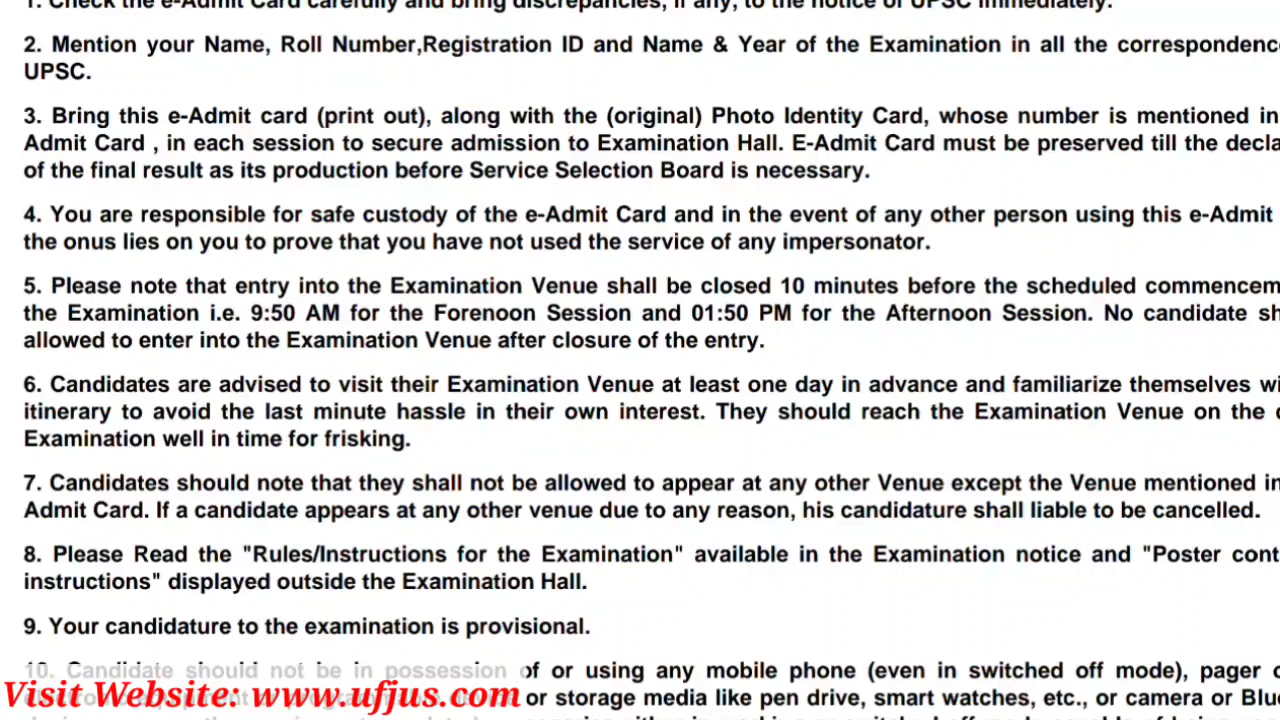 1. Check the e-Admit Card carefully and bring discrepancies, if any, to the notice of UPSC immediately.
2. Mention your Name, Roll Number,Registration ID and Name & Year of the Examination in all the correspondenc
UPSC.
3. Bring this e-Admit card (print out), along with the (original) Photo Identity Card, whose number is mentioned in
Admit Card , in each session to secure admission to Examination Hall. E-Admit Card must be preserved till the decla
of the final result as its production before Service Selection Board is necessary.
4. You are responsible for safe custody of the e-Admit Card and in the event of any other person using this e-Admit
the onus lies on you to prove that you have not used the service of any impersonator.
5. Please note that entry into the Examination Venue shall be closed 10 minutes before the scheduled commencem
the Examination i.e. 9:50 AM for the Forenoon Session and 01:50 PM for the Afternoon Session. No candidate sh
allowed to enter into the Examination Venue after closure of the entry.
6. Candidates are advised to visit their Examination Venue at least one day in advance and familiarize themselves wi
itinerary to avoid the last minute hassle in their own interest. They should reach the Examination Venue on the
Examination well in time for frisking.
7. Candidates should note that they shall not be allowed to appear at any other Venue except the Venue mentioned in
Admit Card. If a candidate appears at any other venue due to any reason, his candidature shall liable to be cancelled.
8. Please Read the "Rules/Instructions for the Examination" available in the Examination notice and "Poster cont
instructions" displayed outside the Examination Hall.
9. Your candidature to the examination is provisional.
10. Candidate should not be in possession of or using any mobile phone (even in switched off mode), pager
or storage media like pen drive, smart watches, etc., or camera or Blu
Visit Website: www.ufjus.com